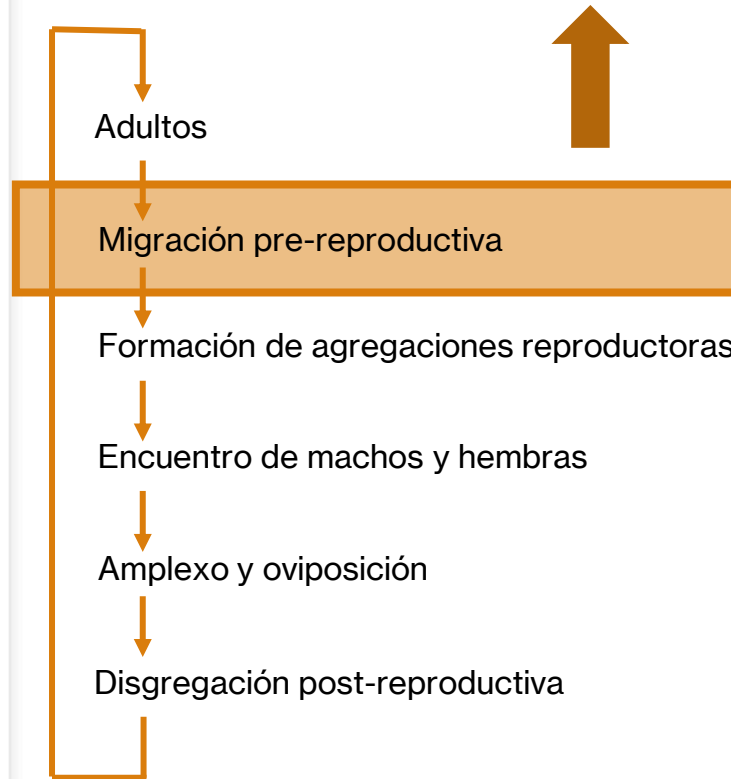 Adultos
Migración pre-reproductiva
Formación de agregaciones reproductoras
Encuentro de machos y hembras
Amplexo y oviposición
Disgregación post-reproductiva